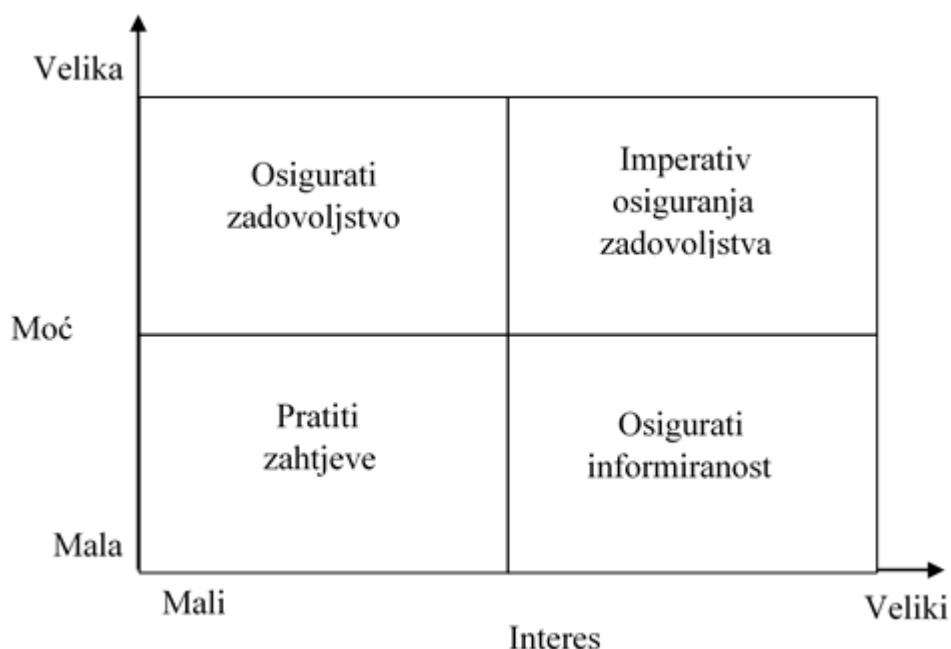 Velika
Osigurati
zadovoljstvo
Imperativ
osiguranja
zadovoljstva
Moć
Pratiti
zahtjeve
Osigurati
informiranost
Mala
Mali
Veliki
Interes